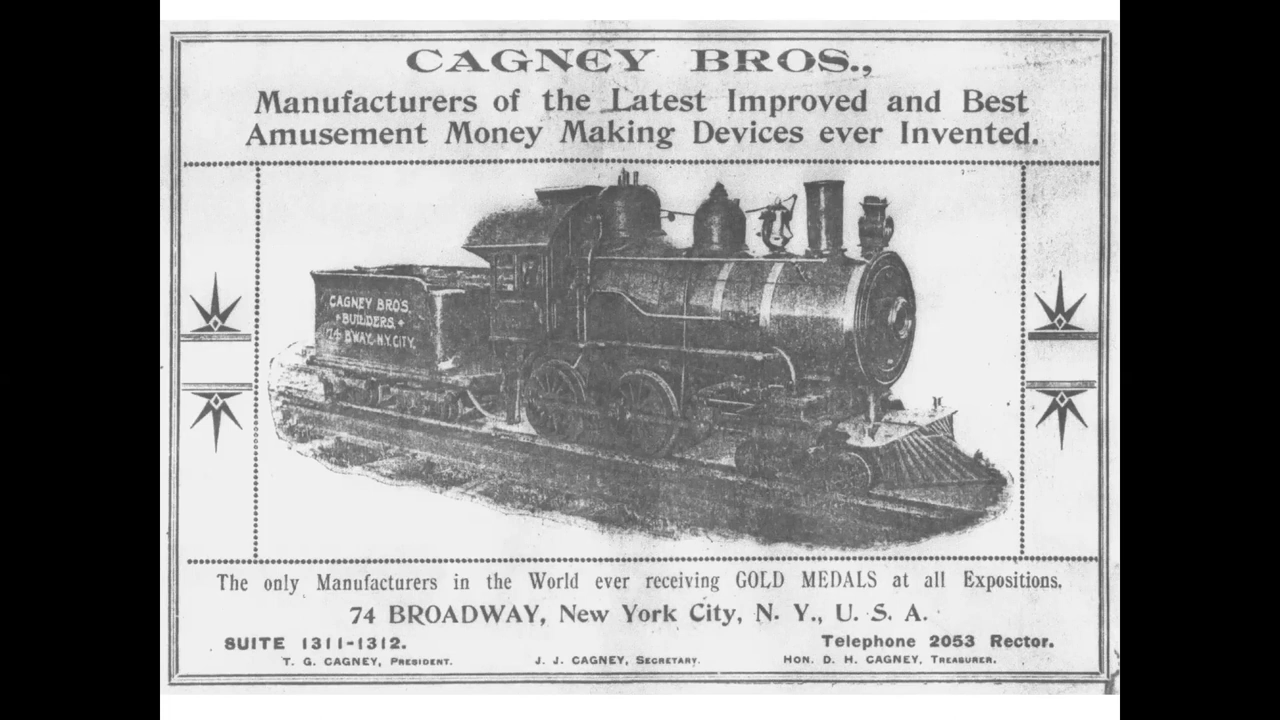 CAGNEY BROS.,
Manufacturers of the Latest Improved and Best
Amusement Money Making Devices ever Invented.
CAGNEY BROS.
BUILDERS.
74 B'WAY. N.Y. CITY.
The only Manufacturers in the World ever receiving GOLD MEDALS at all Expositions.
74 BROADWAY, New York City, N. Y., U. S. A.
SUITE 1311-1312. Telephone 2053 Rector.
T. G. CAGNEY, PRESIDENT. J. J. CAGNEY, SECRETARY. HON. D. H. CAGNEY, TREASURER.